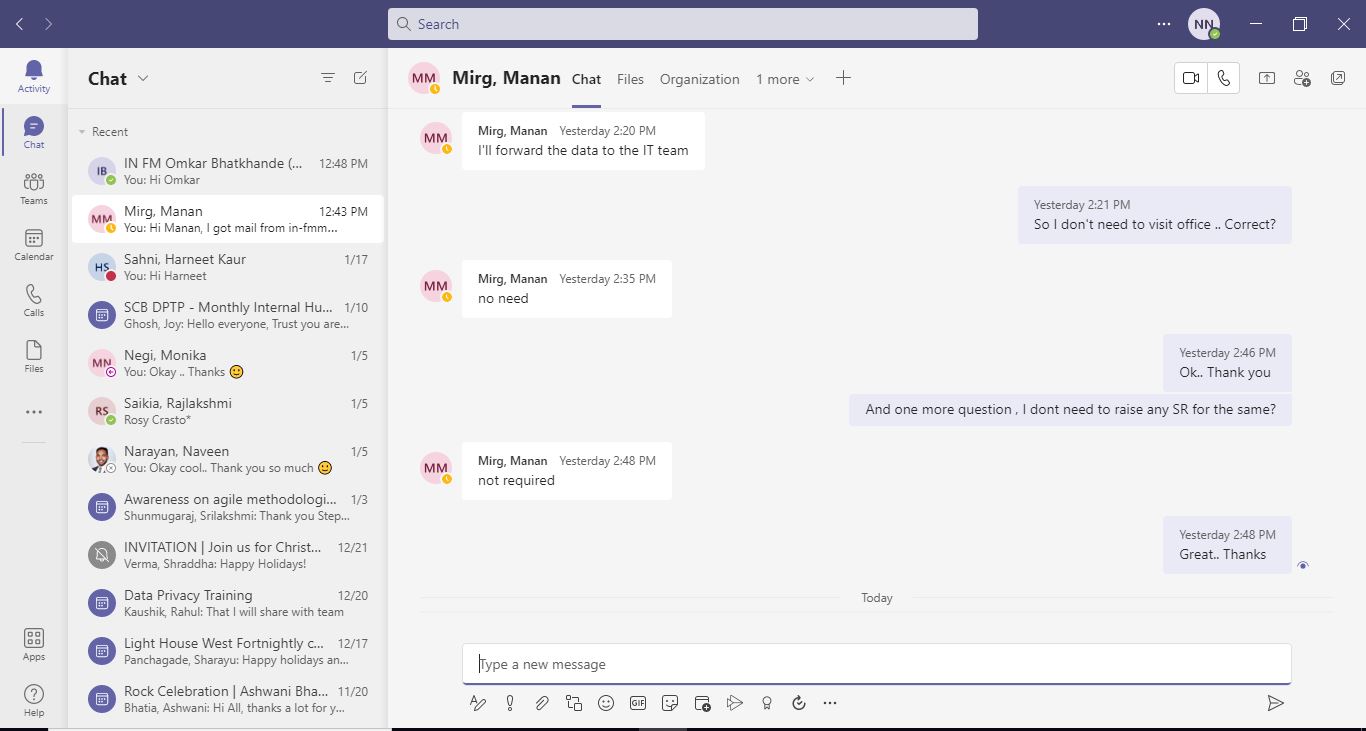 Search
NN
Activity
Chat
Teams
Calendar
Calls
Files
Apps
Help
Chat
Recent
IB
IN FM Omkar Bhatkhande (... 12:48 PM
You: Hi Omkar
MM
Mirg, Manan 12:43 PM
You: Hi Manan, I got mail from in-fmm...
HS
Sahni, Harneet Kaur 1/17
You: Hi Harneet
SCB DPTP - Monthly Internal Hu... 1/10
Ghosh, Joy: Hello everyone, Trust you are...
MN
Negi, Monika 1/5
You: Okay .. Thanks 🙂
RS
Saikia, Rajlakshmi 1/5
Rosy Crasto*
Narayan, Naveen 1/5
You: Okay cool.. Thank you so much 🙂
Awareness on agile methodologi... 1/3
Shunmugaraj, Srilakshmi: Thank you Step...
INVITATION | Join us for Christ... 12/21
Verma, Shraddha: Happy Holidays!
Data Privacy Training 12/20
Kaushik, Rahul: That I will share with team
Light House West Fortnightly c... 12/17
Panchagade, Sharayu: Happy holidays an...
Rock Celebration | Ashwani Bha... 11/20
Bhatia, Ashwani: Hi All, thanks a lot for y...
MM Mirg, Manan Chat Files Organization 1 more
MM
Mirg, Manan Yesterday 2:20 PM
I'll forward the data to the IT team
Yesterday 2:21 PM
So I don't need to visit office .. Correct?
MM
Mirg, Manan Yesterday 2:35 PM
no need
Yesterday 2:46 PM
Ok.. Thank you
And one more question , I dont need to raise any SR for the same?
MM
Mirg, Manan Yesterday 2:48 PM
not required
Yesterday 2:48 PM
Great.. Thanks
Today
Type a new message
GIF